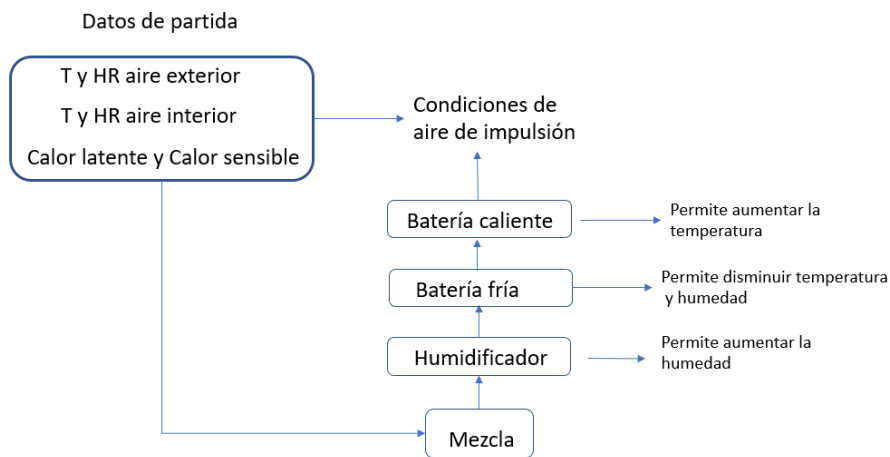 Datos de partida
T y HR aire exterior
T y HR aire interior
Calor latente y Calor sensible
Condiciones de
aire de impulsión
Batería caliente
Permite aumentar la
temperatura
Batería fría
Permite disminuir temperatura
y humedad
Humidificador
Permite aumentar la
humedad
Mezcla